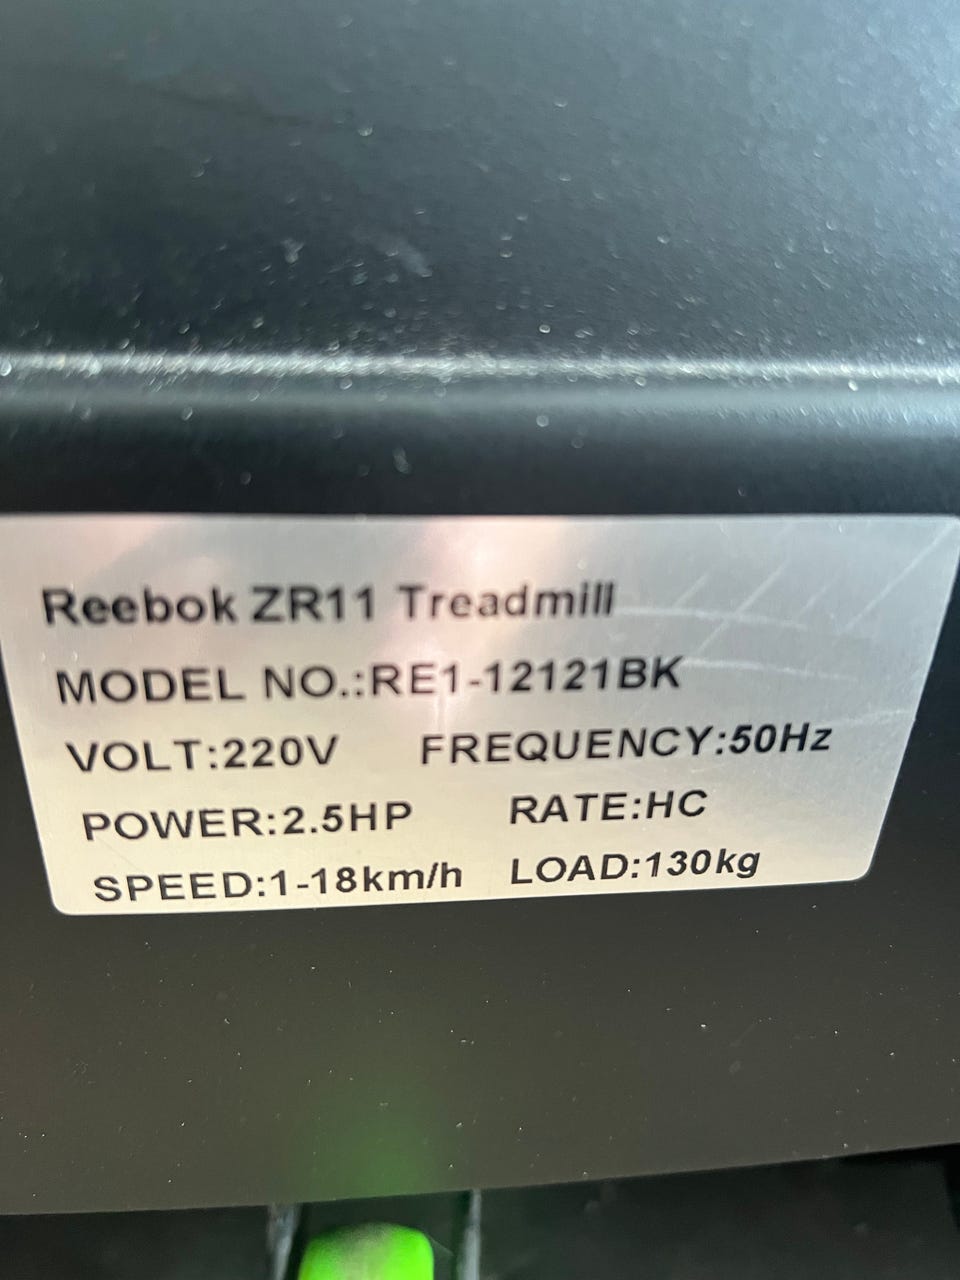 Reebok ZR11 Treadmill
MODEL NO.:RE1-12121BK
VOLT:220V FREQUENCY:50Hz
POWER:2.5HP RATE:HC
SPEED:1-18km/h LOAD:130kg